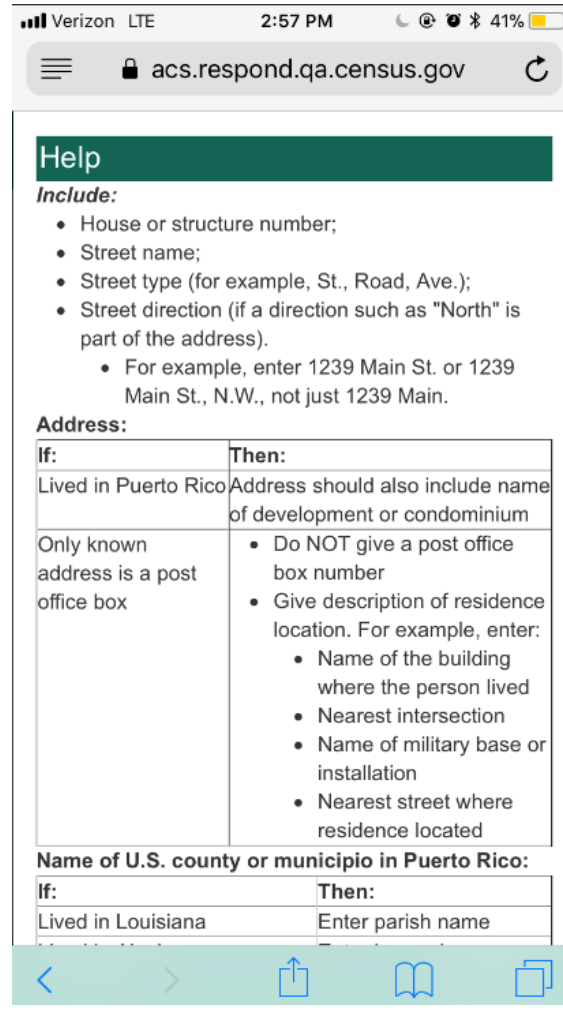 Verizon LTE 2:57 PM 41%
acs.respond.qa.census.gov
Help
Include:
• House or structure number;
• Street name;
• Street type (for example, St., Road, Ave.);
• Street direction (if a direction such as "North" is
part of the address).
• For example, enter 1239 Main St. or 1239
Main St., N.W., not just 1239 Main.
Address:
If: Then:
Lived in Puerto Rico Address should also include name
of development or condominium
Only known
address is a post
office box
• Do NOT give a post office
box number
• Give description of residence
location. For example, enter:
• Name of the building
where the person lived
• Nearest intersection
• Name of military base or
installation
• Nearest street where
residence located
Name of U.S. county or municipio in Puerto Rico:
If: Then:
Lived in Louisiana Enter parish name